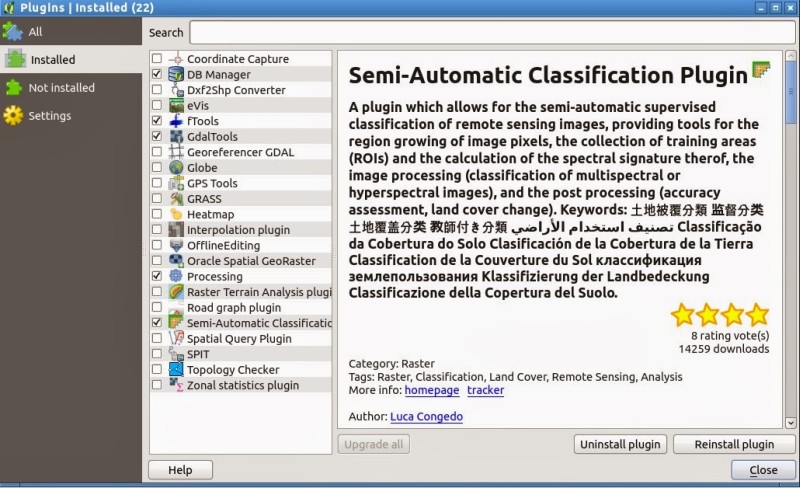 Plugins | Installed (22)
All
Installed
Not installed
Settings
Search
Coordinate Capture
DB Manager
Dxf2Shp Converter
eVis
fTools
GdalTools
Georeferencer GDAL
Globe
GPS Tools
GRASS
Heatmap
Interpolation plugin
OfflineEditing
Oracle Spatial GeoRaster
Processing
Raster Terrain Analysis plugi
Road graph plugin
Semi-Automatic Classificatic
Spatial Query Plugin
SPIT
Topology Checker
Zonal statistics plugin
Semi-Automatic Classification Plugin
A plugin which allows for the semi-automatic supervised
classification of remote sensing images, providing tools for the
region growing of image pixels, the collection of training areas
(ROIs) and the calculation of the spectral signature therof, the
image processing (classification of multispectral or
hyperspectral images), and the post processing (accuracy
assessment, land cover change). Keywords: 土地被覆分類 监督分类
土地覆盖分类 教師付き分類 تصنيف استخدام الأراضي Classificação
da Cobertura do Solo Clasificación de la Cobertura de la Tierra
Classification de la Couverture du Sol классификация
землепользования Klassifizierung der Landbedeckung
Classificazione della Copertura del Suolo.
8 rating vote(s)
14259 downloads
Category: Raster
Tags: Raster, Classification, Land Cover, Remote Sensing, Analysis
More info: homepage tracker
Author: Luca Congedo
Upgrade all
Uninstall plugin
Reinstall plugin
Help
Close